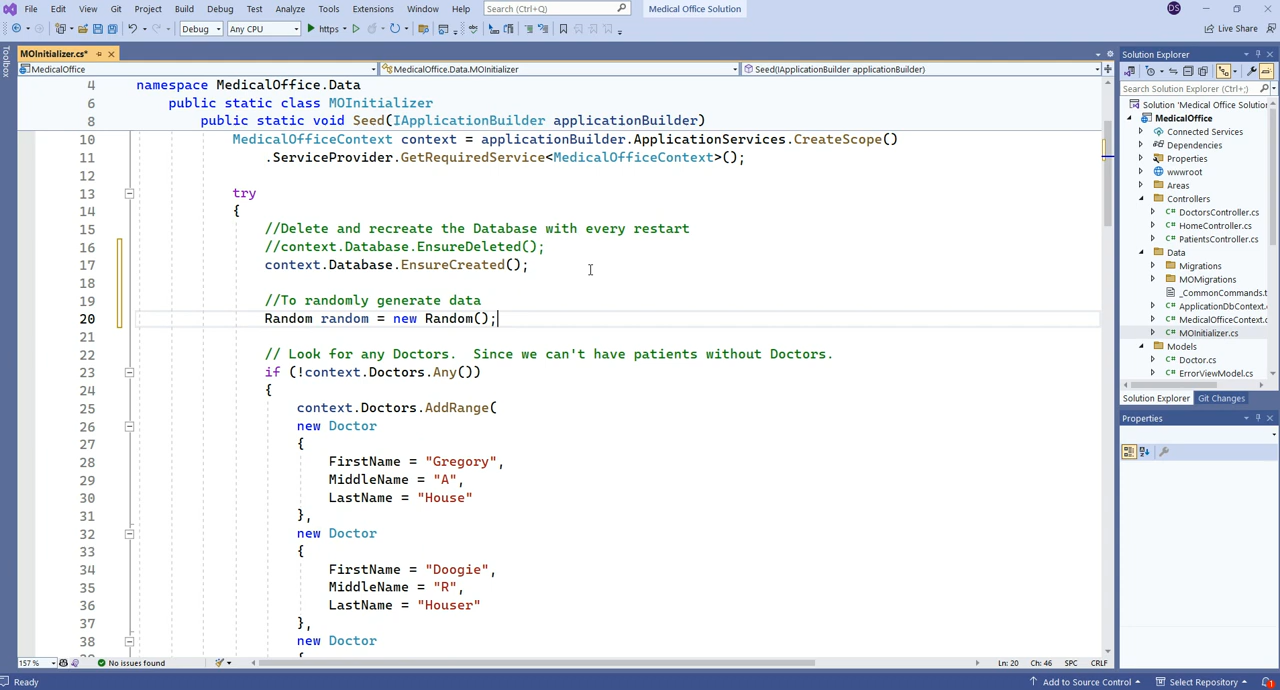 File Edit View Git Project Build Debug Test Analyze Tools Extensions Window Help Search (Ctrl+Q) Medical Office Solution DS
Debug Any CPU https Live Share
Toolbox
MOInitializer.cs*
MedicalOffice MedicalOffice.Data.MOInitializer Seed(IApplicationBuilder applicationBuilder)
4 namespace MedicalOffice.Data
6 public static class MOInitializer
8 public static void Seed(IApplicationBuilder applicationBuilder)
10 MedicalOfficeContext context = applicationBuilder.ApplicationServices.CreateScope()
11 .ServiceProvider.GetRequiredService<MedicalOfficeContext>();
12
13 try
14 {
15 //Delete and recreate the Database with every restart
16 //context.Database.EnsureDeleted();
17 context.Database.EnsureCreated();
18
19 //To randomly generate data
20 Random random = new Random();
21
22 // Look for any Doctors.  Since we can't have patients without Doctors.
23 if (!context.Doctors.Any())
24 {
25 context.Doctors.AddRange(
26 new Doctor
27 {
28 FirstName = "Gregory",
29 MiddleName = "A",
30 LastName = "House"
31 },
32 new Doctor
33 {
34 FirstName = "Doogie",
35 MiddleName = "R",
36 LastName = "Houser"
37 },
38 new Doctor
157 % No issues found Ln: 20 Ch: 46 SPC CRLF
Solution Explorer
Search Solution Explorer (Ctrl+;)
Solution 'Medical Office Solution
MedicalOffice
Connected Services
Dependencies
Properties
wwwroot
Areas
Controllers
DoctorsController.cs
HomeController.cs
PatientsController.cs
Data
Migrations
MOMigrations
_CommonCommands.t
ApplicationDbContext.
MedicalOfficeContext.c
MOInitializer.cs
Models
Doctor.cs
ErrorViewModel.cs
Solution Explorer Git Changes
Properties
Ready Add to Source Control Select Repository 1